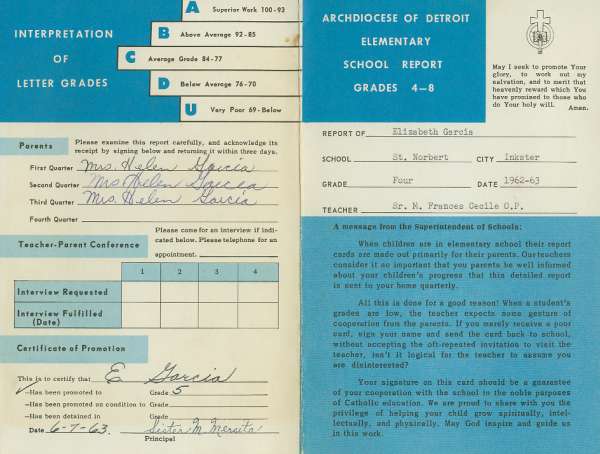 INTERPRETATION
OF
LETTER GRADES
A Superior Work 100-93
B Above Average 92-85
C Average Grade 84-77
D Below Average 76-70
U Very Poor 69-Below
Parents
Please examine this report carefully, and acknowledge its
receipt by signing below and returning it within three days.
First Quarter Mrs. Helen Garcia
Second Quarter Mrs Helen Garcia
Third Quarter Mrs. Helen Garcia
Fourth Quarter
Teacher-Parent Conference
Please come for an interview if indi-
cated below. Please telephone for an
appointment.
1 2 3 4
Interview Requested
Interview Fulfilled
(Date)
Certificate of Promotion
This is to certify that E Garcia
—Has been promoted to Grade 5
—Has been promoted on condition to Grade
—Has been detained in Grade
Date 6-7-63 Sister M.
Principal
ARCHDIOCESE OF DETROIT
ELEMENTARY
SCHOOL REPORT
GRADES 4—8
May I seek to promote Your
glory, to work out my
salvation, and to merit that
heavenly reward which You
have promised to those who
do Your holy will. Amen.
REPORT OF Elizabeth Garcia
SCHOOL St. Norbert CITY Inkster
GRADE Four DATE 1962-63
TEACHER Sr. M. Frances Cecile O.P.
A message from the Superintendent of Schools:
When children are in elementary school their report
cards are made out primarily for their parents. Our teachers
consider it so important that you parents be well informed
about your children's progress that this detailed report
is sent to your home quarterly.
All this is done for a good reason! When a student's
grades are low, the teacher expects some gesture of
cooperation from the parents. If you merely receive a poor
card, sign your name and send the card back to school,
without accepting the oft-repeated invitation to visit the
teacher, isn't it logical for the teacher to assume you
are disinterested?
Your signature on this card should be a guarantee
of your cooperation with the school to the noble purposes
of Catholic education. We are proud to share with you the
privilege of helping your child grow spiritually, intel-
lectually, and physically. May God inspire and guide us
in this work.